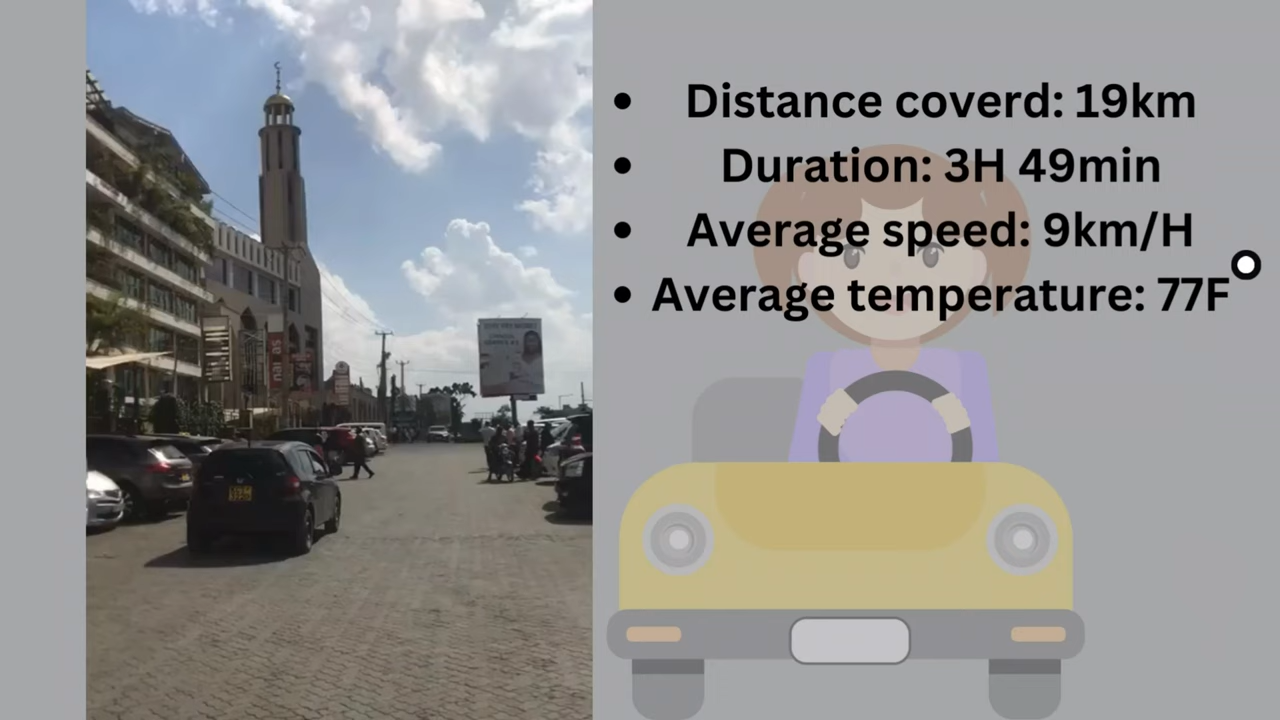 • Distance coverd: 19km
• Duration: 3H 49min
• Average speed: 9km/H
• Average temperature: 77F°